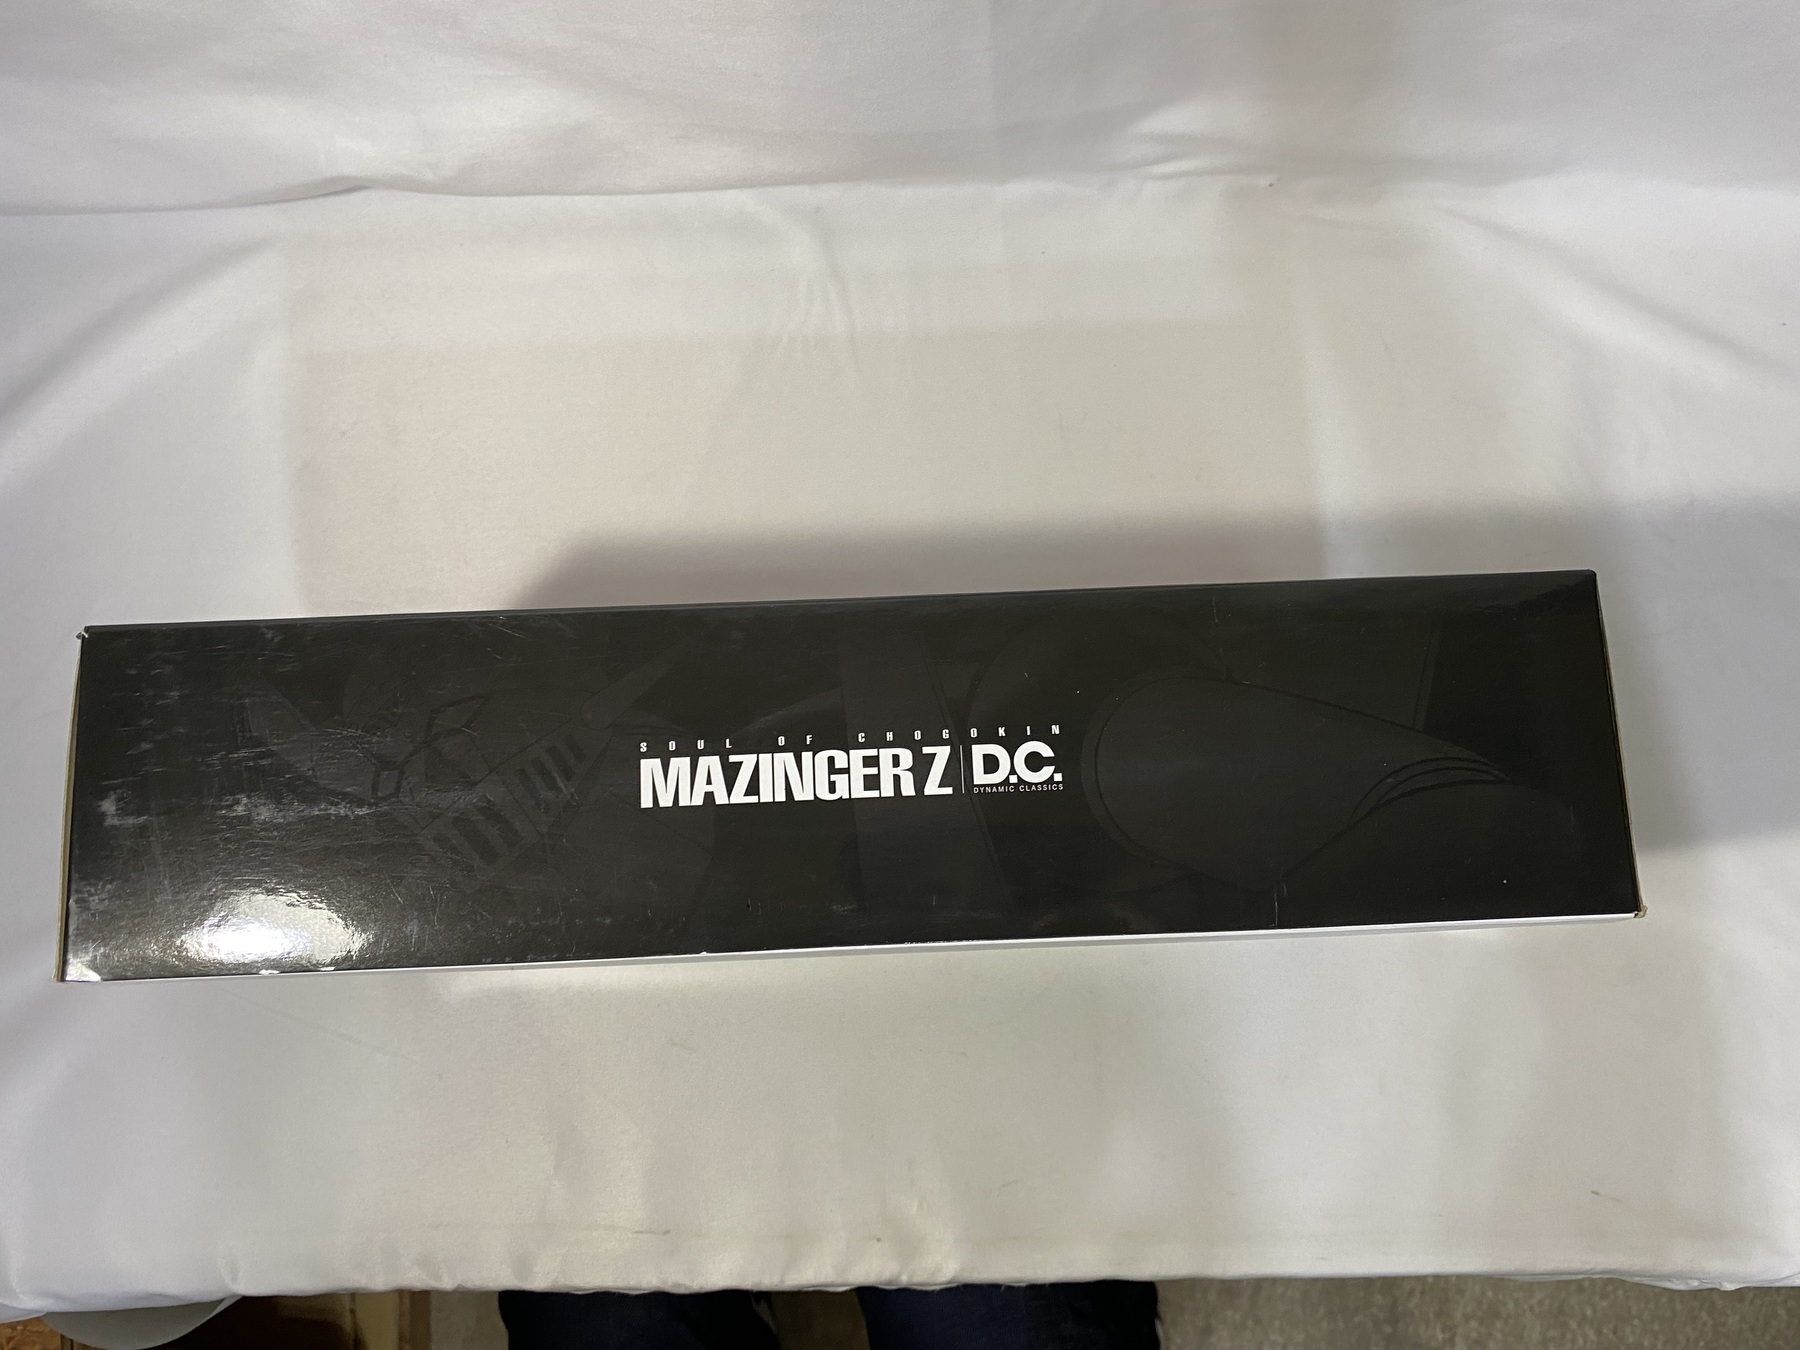 SOUL OF CHOGOKIN
MAZINGER Z D.C.
DYNAMIC CLASSICS